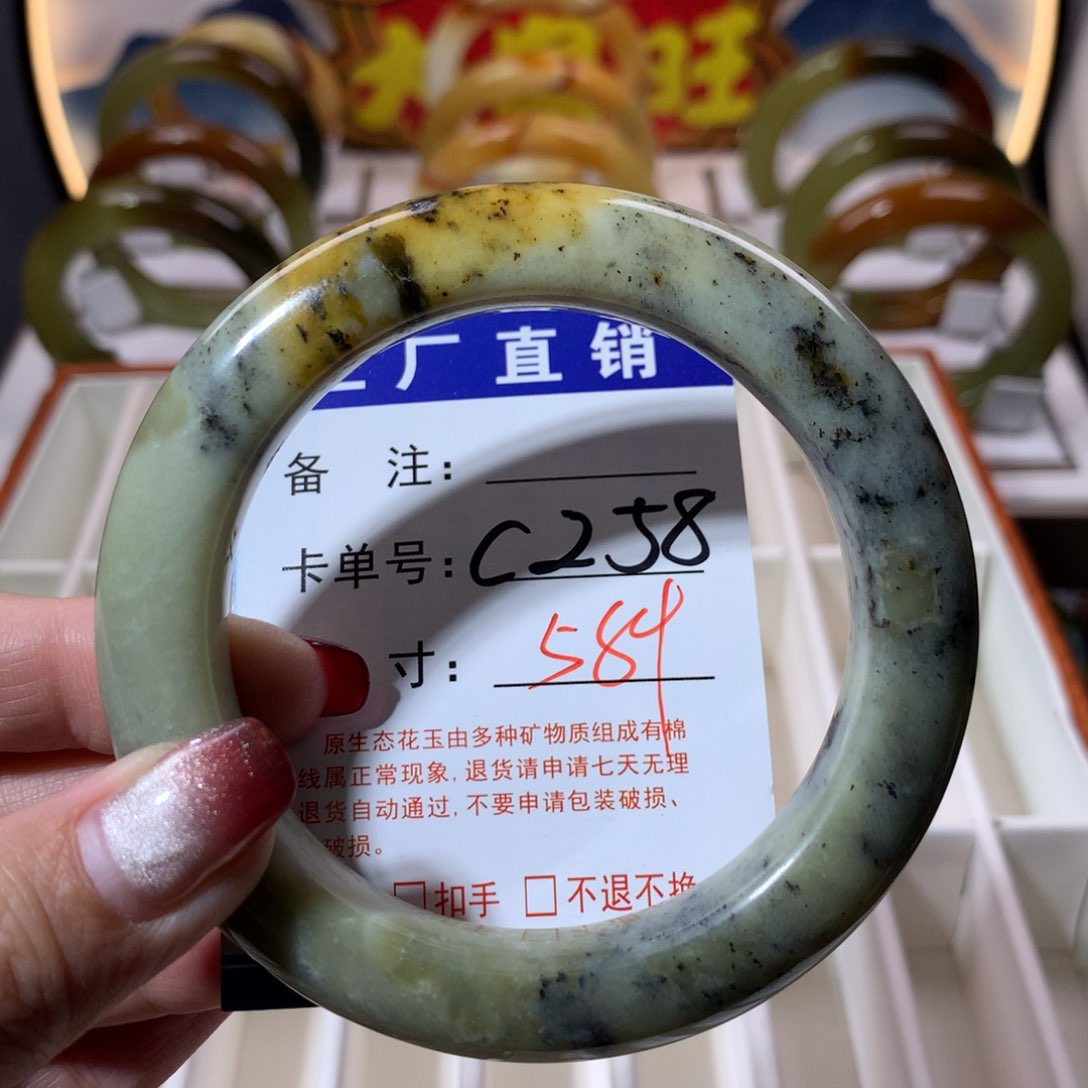 旺
厂直销
备 注:
卡单号: C258
寸: 584
原生态花玉由多种矿物质组成有棉
线属正常现象, 退货请申请七天无理
退货自动通过, 不要申请包装破损、
破损。
□扣手 □不退不换